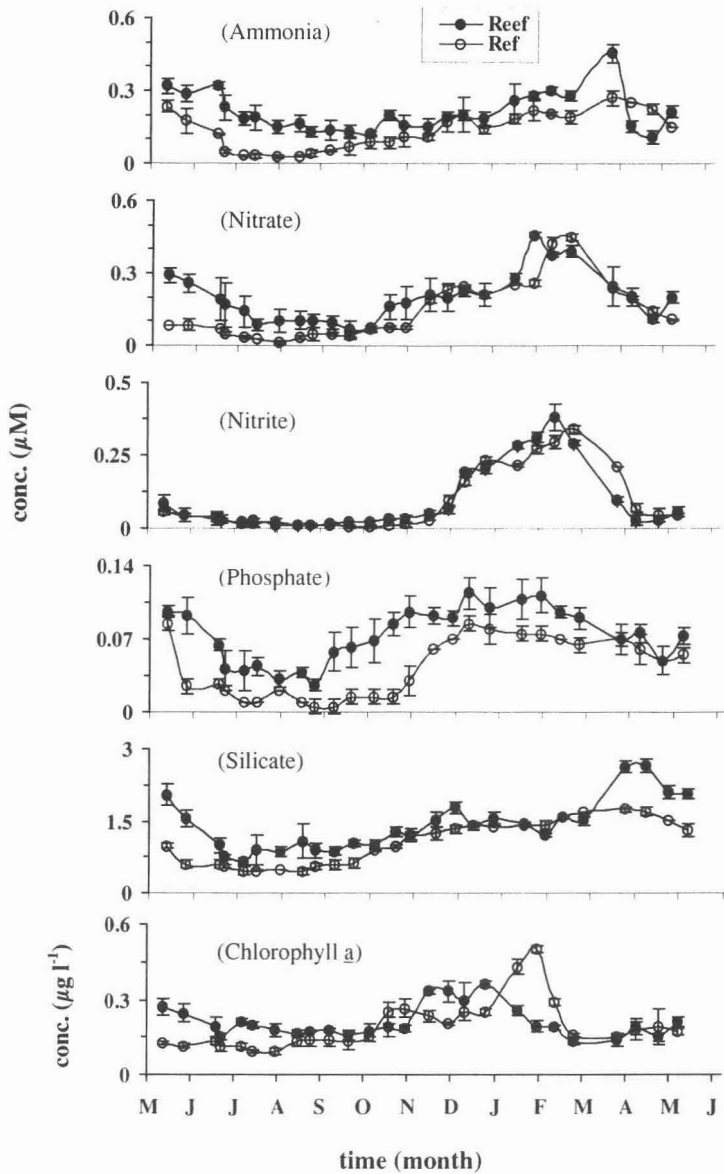 Reef
Ref
(Ammonia)
0.6
0.3
0
(Nitrate)
0.6
0.3
0
(Nitrite)
0.5
0.25
0
conc. (µM)
(Phosphate)
0.14
0.07
0
(Silicate)
3
1.5
0
(Chlorophyll a)
0.6
0.3
0
conc. (µg l⁻¹)
M J J A S O N D J F M A M J
time (month)